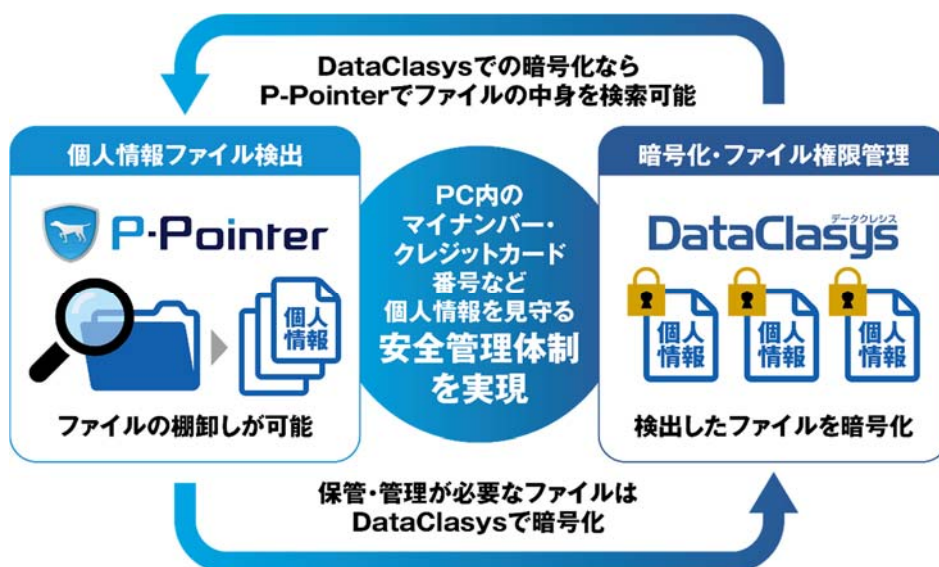 DataClasysでの暗号化なら
P-Pointerでファイルの中身を検索可能
個人情報ファイル検出
P-Pointer
個人
情報
ファイルの棚卸しが可能
PC内の
マイナンバー・
クレジットカード
番号など
個人情報を見守る
安全管理体制
を実現
暗号化・ファイル権限管理
データクレシス
DataClasys
個人
情報
個人
情報
個人
情報
検出したファイルを暗号化
保管・管理が必要なファイルは
DataClasysで暗号化